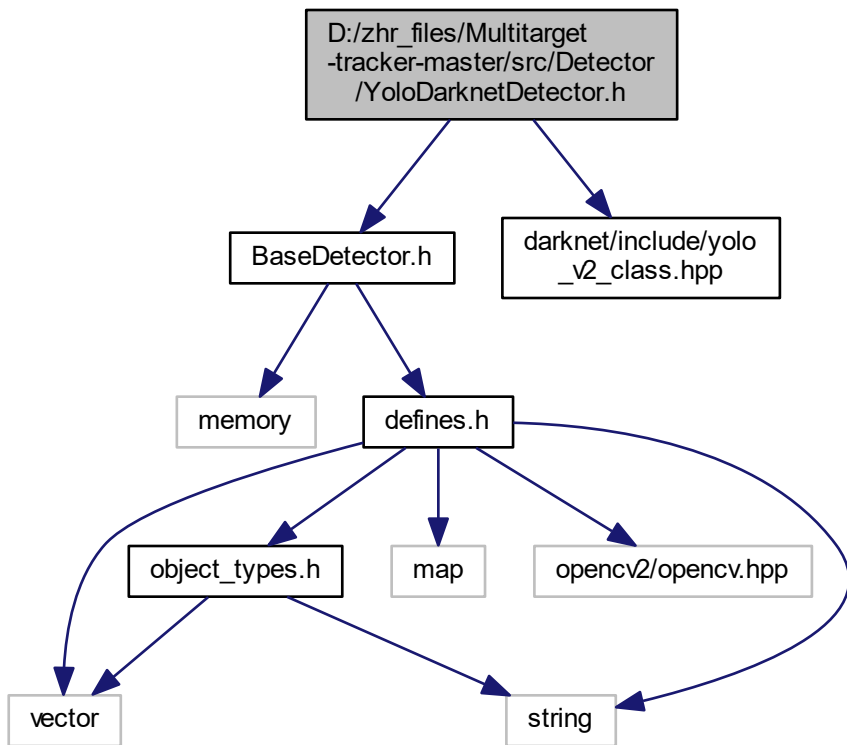 D:/zhr_files/Multitarget
-tracker-master/src/Detector
/YoloDarknetDetector.h
BaseDetector.h
darknet/include/yolo
_v2_class.hpp
memory
defines.h
object_types.h
map
opencv2/opencv.hpp
vector
string